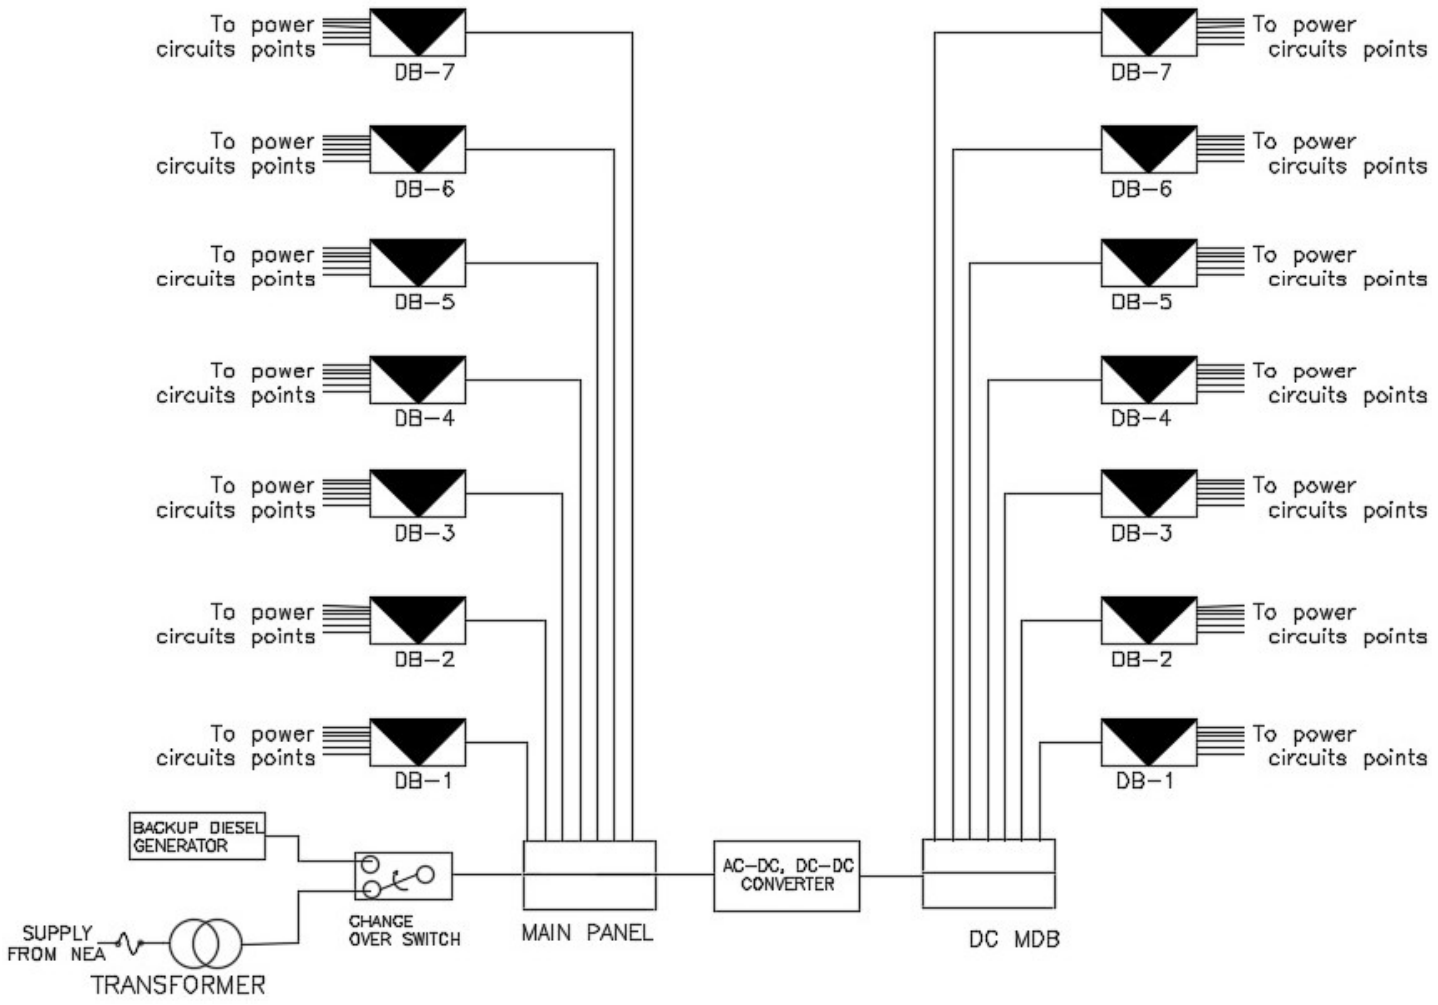 To power
circuits points
DB-7
To power
circuits points
DB-7
To power
circuits points
DB-6
To power
circuits points
DB-6
To power
circuits points
DB-5
To power
circuits points
DB-5
To power
circuits points
DB-4
To power
circuits points
DB-4
To power
circuits points
DB-3
To power
circuits points
DB-3
To power
circuits points
DB-2
To power
circuits points
DB-2
To power
circuits points
DB-1
To power
circuits points
DB-1
BACKUP DIESEL
GENERATOR
CHANGE
OVER SWITCH
SUPPLY
FROM NEA
TRANSFORMER
MAIN PANEL
AC-DC, DC-DC
CONVERTER
DC MDB